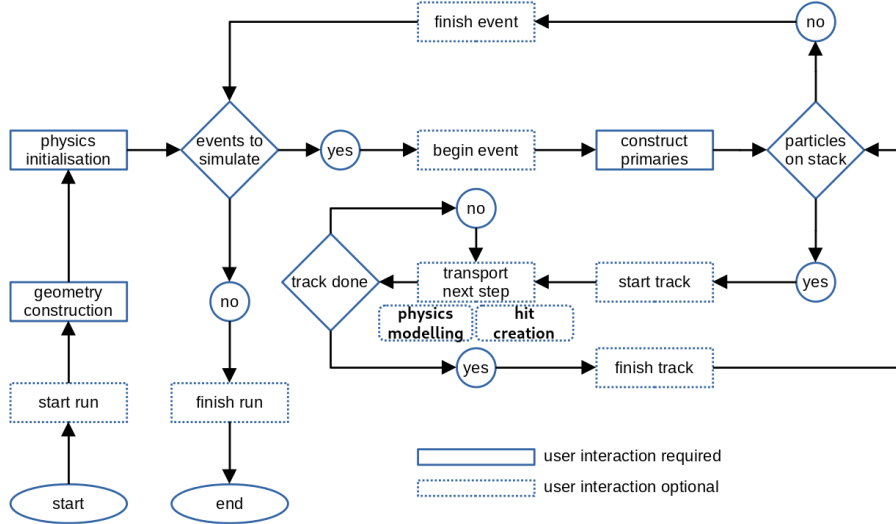 finish event
no
physics
initialisation
events to
simulate
yes
begin event
construct
primaries
particles
on stack
no
geometry
construction
no
track done
transport
next step
start track
yes
physics
modelling
hit
creation
yes
finish track
start run
finish run
user interaction required
user interaction optional
start
end